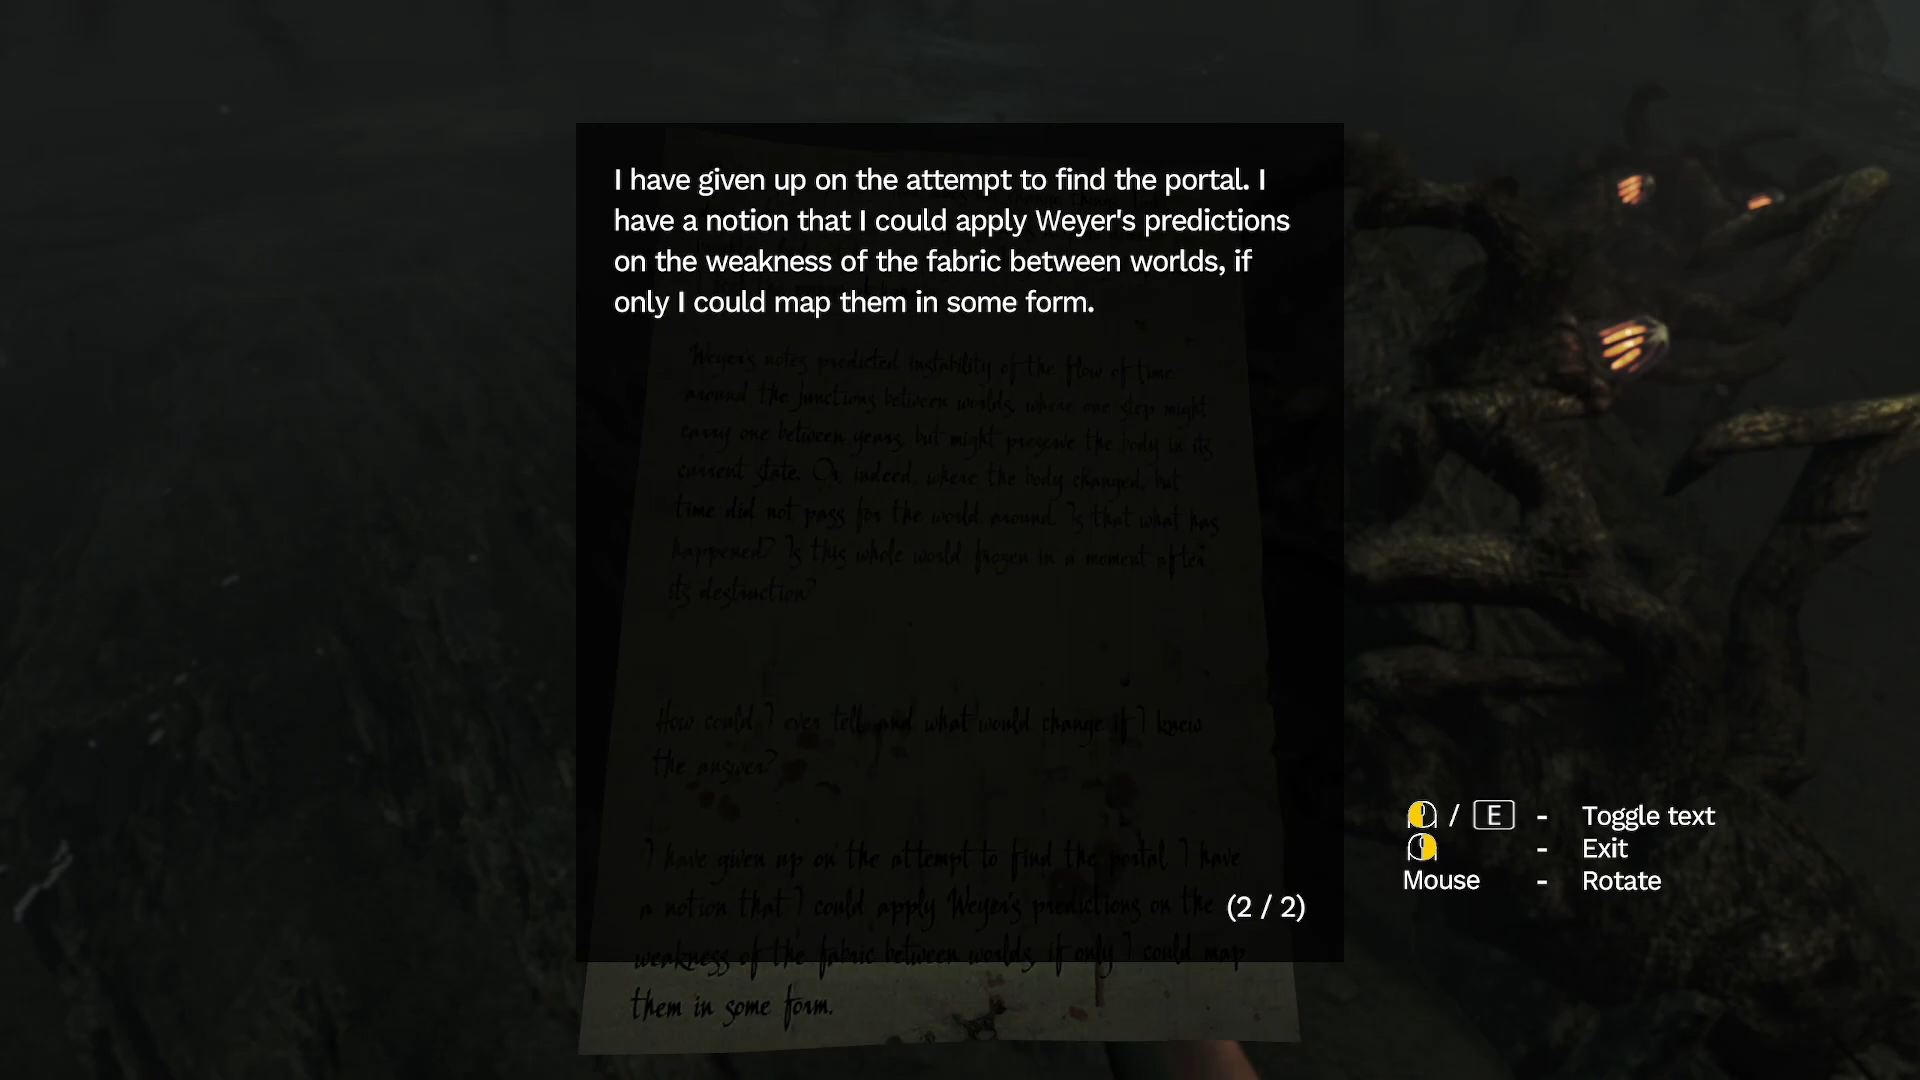 I have given up on the attempt to find the portal. I
have a notion that I could apply Weyer's predictions
on the weakness of the fabric between worlds, if
only I could map them in some form.
Weyer's notes predicted instability of the flow of time
around the junctions between worlds, where one step might
carry one between years, but might preserve the body in its
current state. Or, indeed, where the body changed, but
time did not pass for the world around. Is that what has
happened? Is this whole world frozen in a moment after
its destruction?
How could I ever tell, and what would change if I knew
the answer?
I have given up on the attempt to find the portal. I have
a notion that I could apply Weyer's predictions on the
weakness of the fabric between worlds, if only I could map
them in some form.
(2 / 2)
/ E - Toggle text
- Exit
Mouse - Rotate